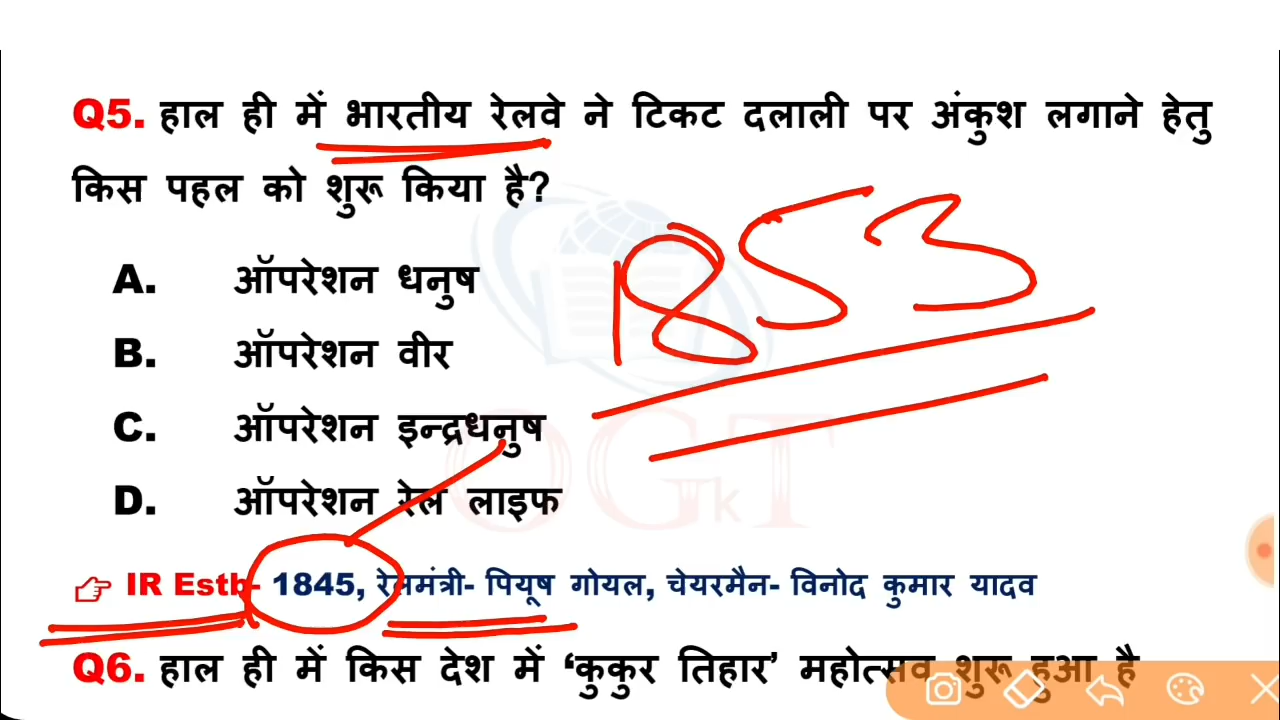 Q5. हाल ही में भारतीय रेलवे ने टिकट दलाली पर अंकुश लगाने हेतु
किस पहल को शुरू किया है?
1853
A. ऑपरेशन धनुष
B. ऑपरेशन वीर
C. ऑपरेशन इन्द्रधनुष
D. ऑपरेशन रेल लाइफ
OGkT
IR Estb- 1845, रेलमंत्री- पियूष गोयल, चेयरमैन- विनोद कुमार यादव
Q6. हाल ही में किस देश में ‘कुकुर तिहार’ महोत्सव शुरू हुआ है